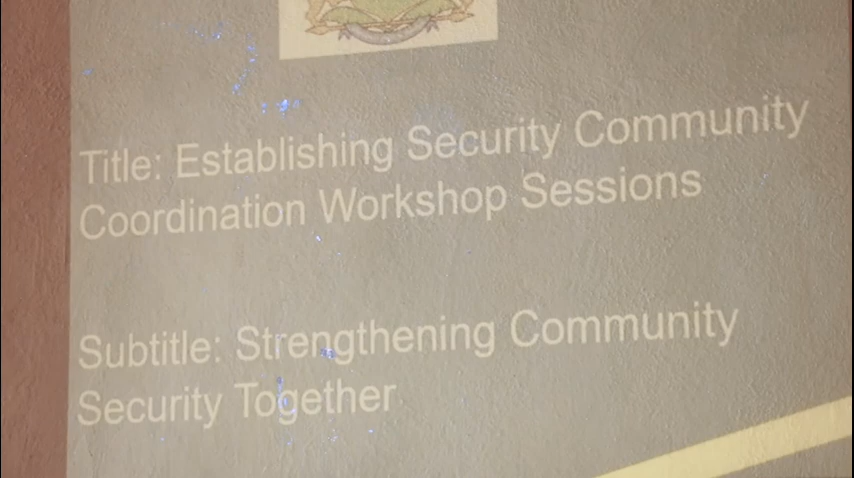 Title: Establishing Security Community
Coordination Workshop Sessions
Subtitle: Strengthening Community
Security Together